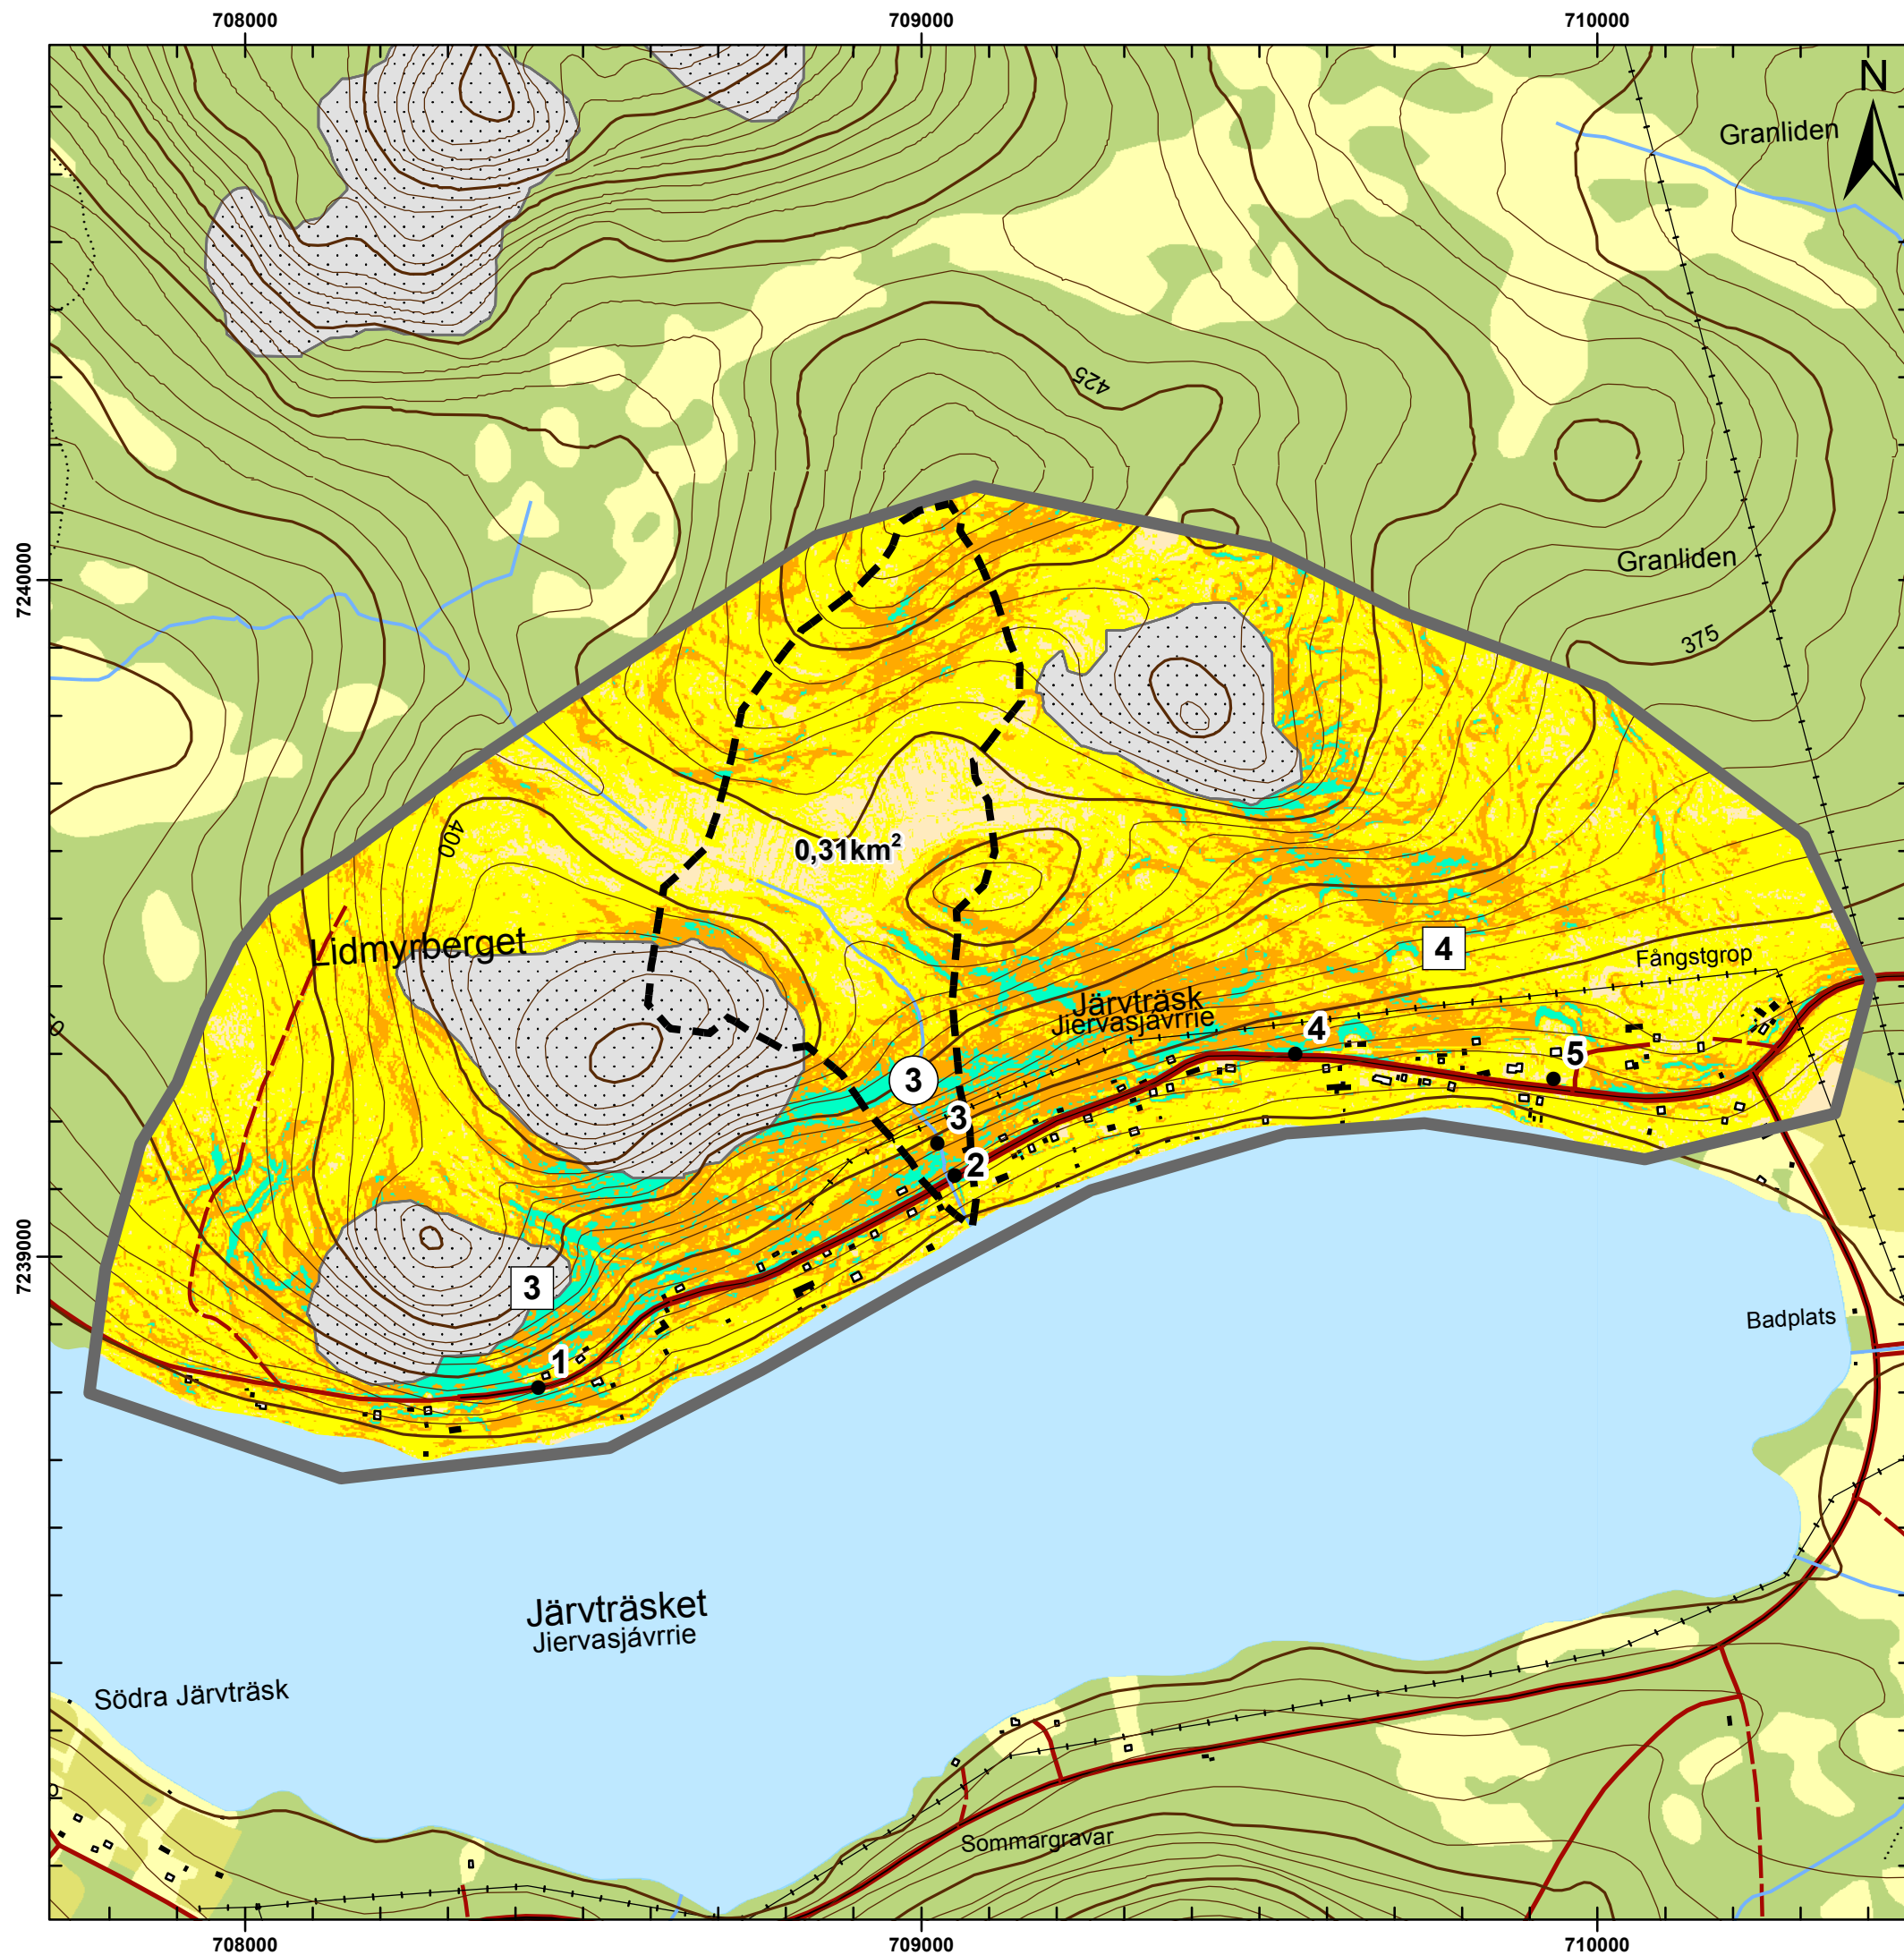 708000
709000
710000
N
Granliden
425
7240000
Granliden
375
400
0,31km²
Lidmyrberget
4
Fångstgrop
Järvträsk
Jiervasjávrrie
4
5
3
3
2
7239000
3
Badplats
1
Järvträsket
Jiervasjávrrie
Södra Järvträsk
Sommargravar
708000
709000
710000